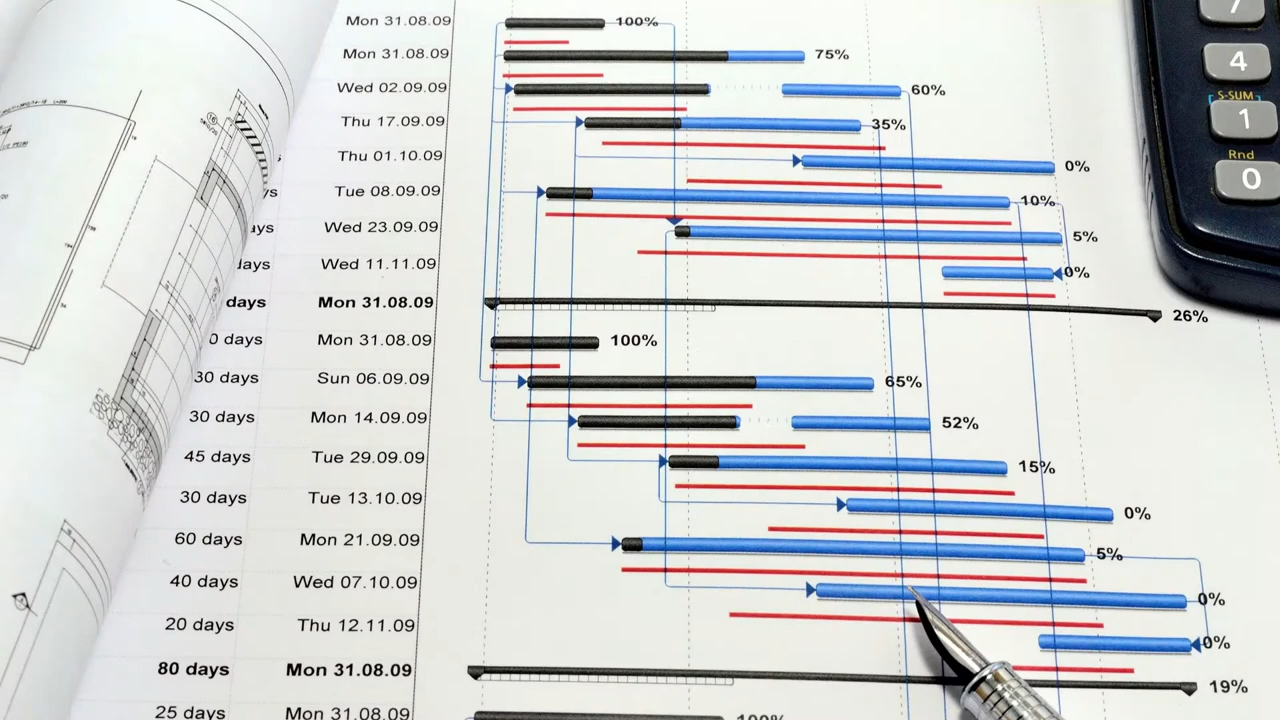 Mon 31.08.09 100%
Mon 31.08.09 75%
Wed 02.09.09 60%
Thu 17.09.09 35%
Thu 01.10.09 0%
Tue 08.09.09 10%
Wed 23.09.09 5%
Wed 11.11.09 0%
days Mon 31.08.09 26%
0 days Mon 31.08.09 100%
30 days Sun 06.09.09 65%
30 days Mon 14.09.09 52%
45 days Tue 29.09.09 15%
30 days Tue 13.10.09 0%
60 days Mon 21.09.09 5%
40 days Wed 07.10.09 0%
20 days Thu 12.11.09 0%
80 days Mon 31.08.09 19%
25 days Mon 31.08.09 100%
7
4
S-SUM
1
Rnd
0